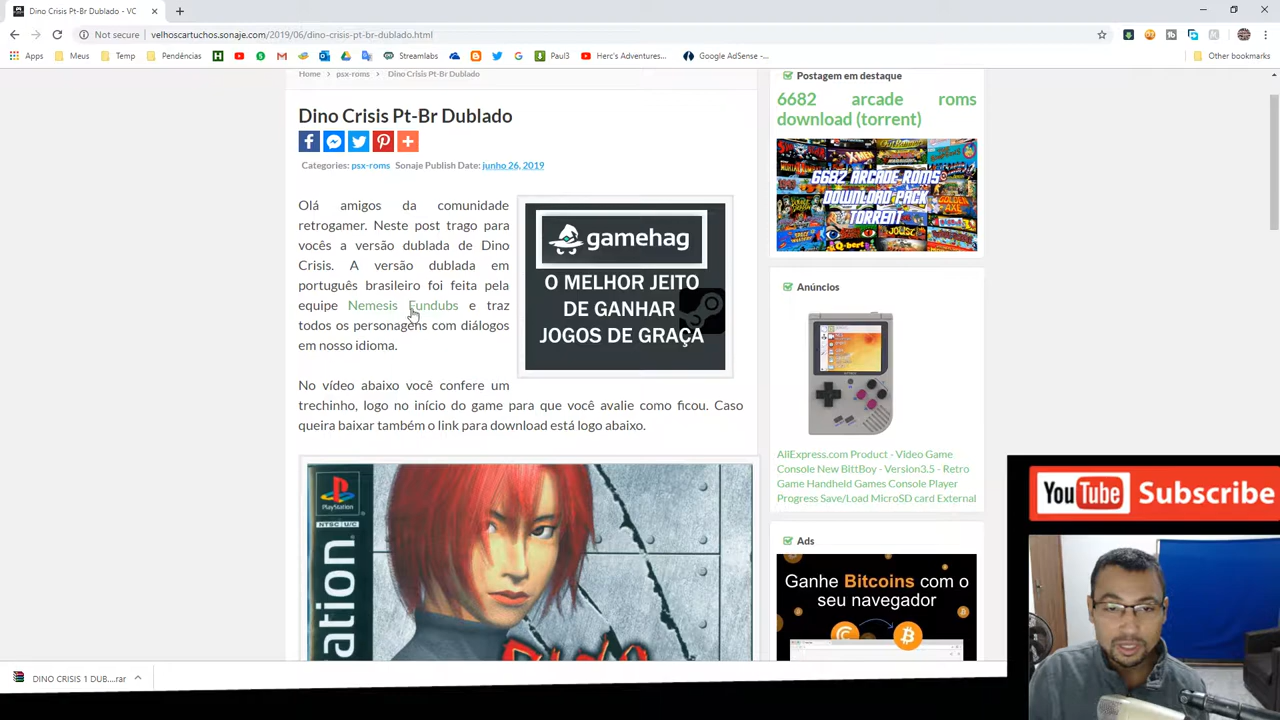 Dino Crisis Pt-Br Dublado - VC
velhoscartuchos.sonaje.com/2019/06/dino-crisis-pt-br-dublado.html
Apps Meus Temp Pendências Streamlabs Paul3 Herc's Adventures... Google AdSense -... Other bookmarks
Home psx-roms Dino Crisis Pt-Br Dublado
Dino Crisis Pt-Br Dublado
Categories: psx-roms Sonaje Publish Date: junho 26, 2019
Olá amigos da comunidade
retrogamer. Neste post trago para
vocês a versão dublada de Dino
Crisis. A versão dublada em
português brasileiro foi feita pela
equipe Nemesis Fundubs e traz
todos os personagens com diálogos
em nosso idioma.
gamehag
O MELHOR JEITO
DE GANHAR
JOGOS DE GRAÇA
No vídeo abaixo você confere um
trechinho, logo no início do game para que você avalie como ficou. Caso
queira baixar também o link para download está logo abaixo.
PlayStation
NTSC U/C
ation
Postagem em destaque
6682 arcade roms
download (torrent)
6682 ARCADE-ROMS
DOWNLOAD PACK
TORRENT
Anúncios
AliExpress.com Product - Video Game
Console New BittBoy - Version3.5 - Retro
Game Handheld Games Console Player
Progress Save/Load MicroSD card External
Ads
Ganhe Bitcoins com o
seu navegador
YouTube Subscribe
DINO CRISIS 1 DUB....rar